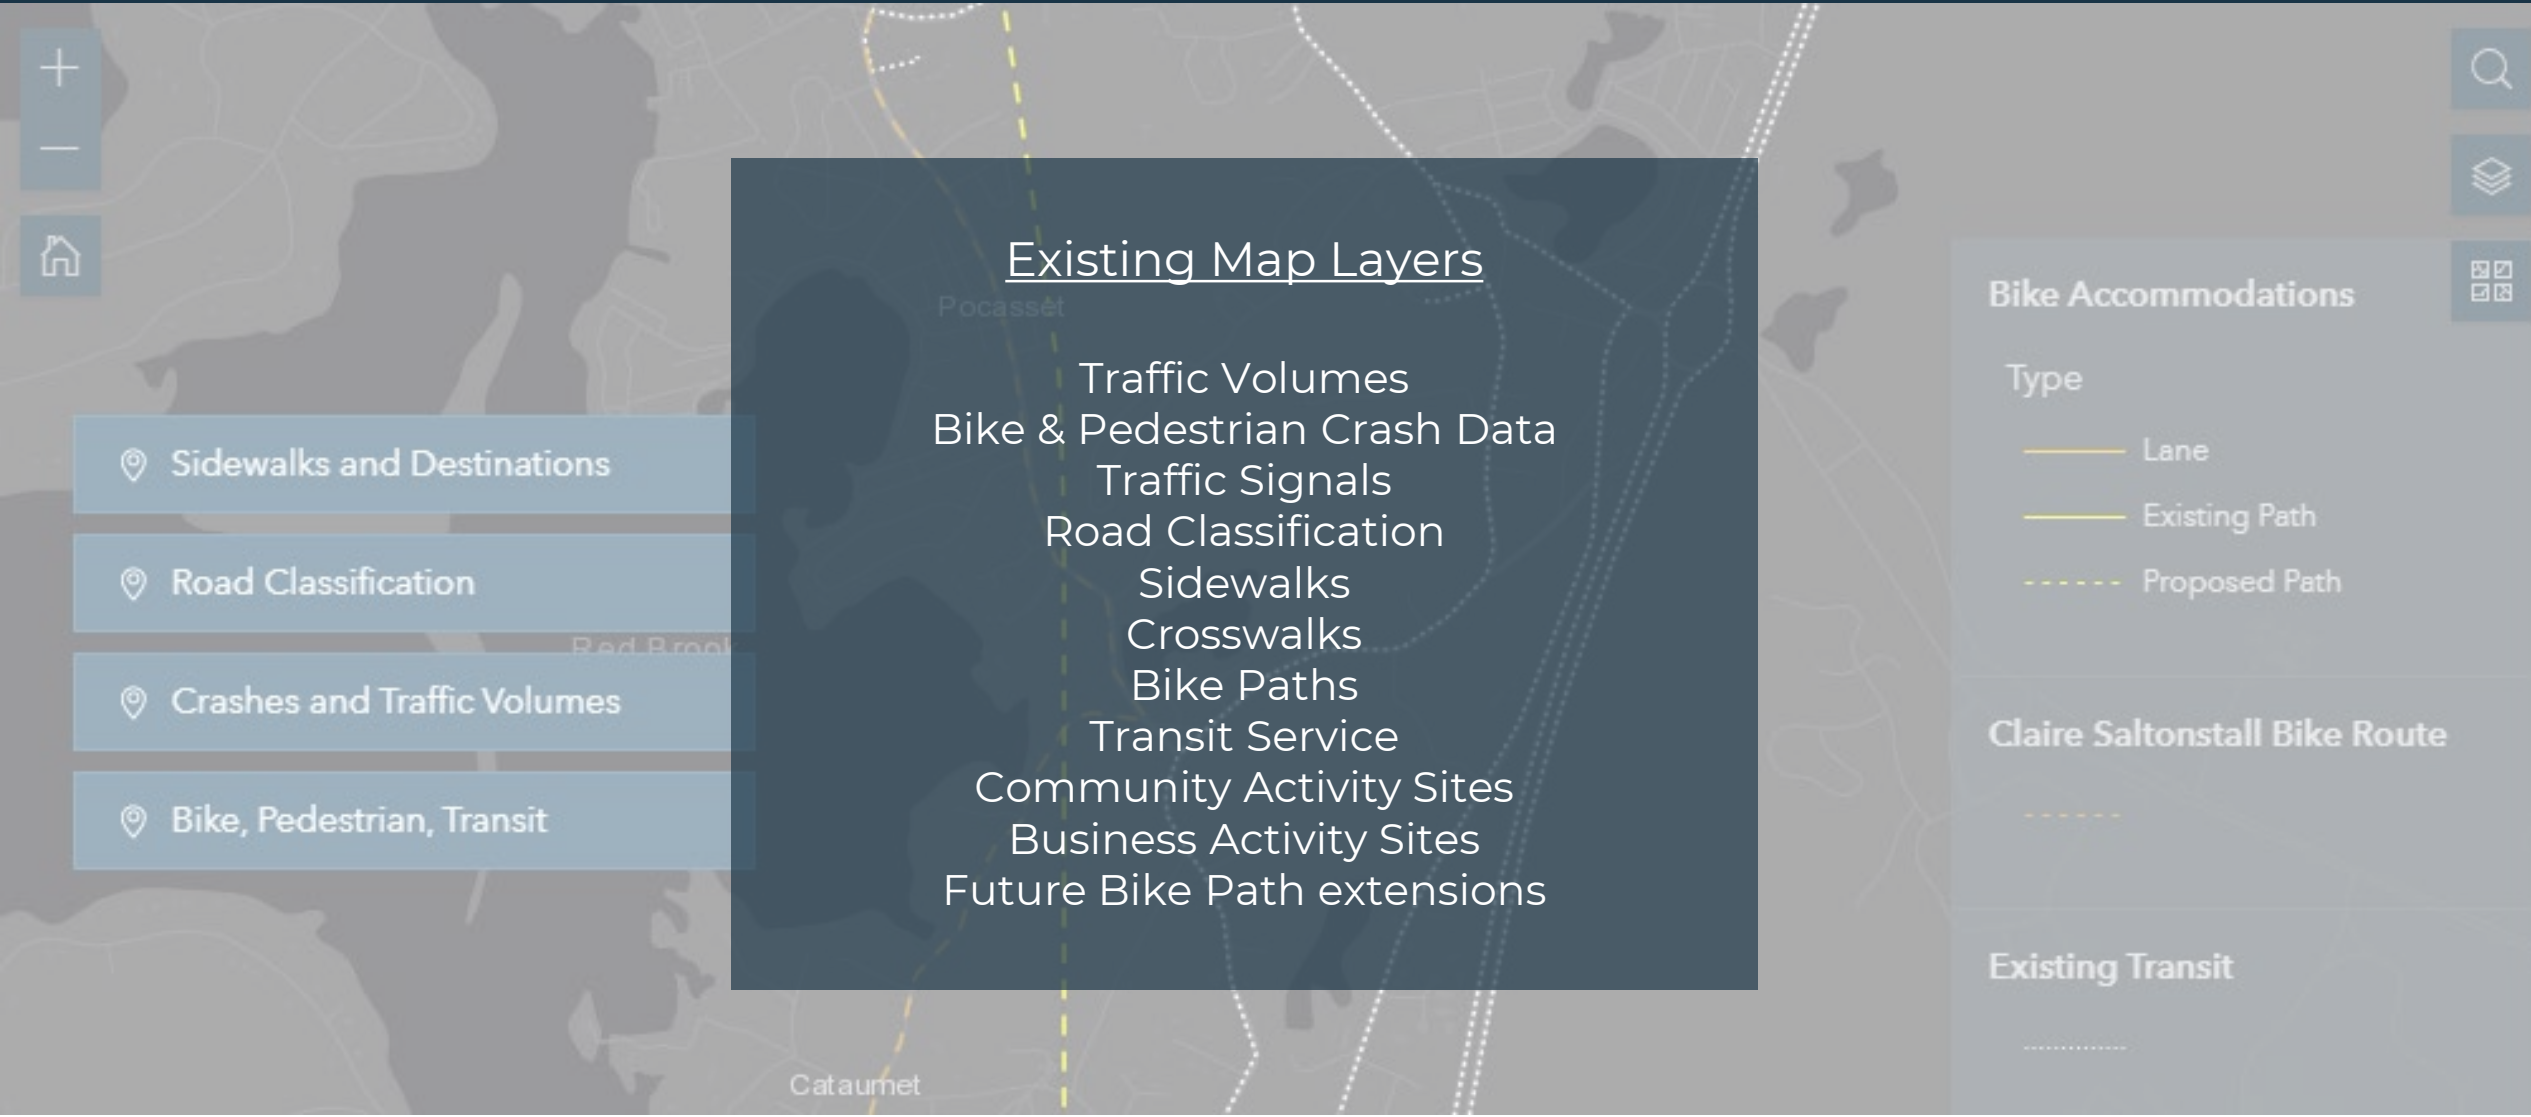 Existing Map Layers
Pocasset
Traffic Volumes
Bike & Pedestrian Crash Data
Traffic Signals
Road Classification
Sidewalks
Crosswalks
Bike Paths
Transit Service
Community Activity Sites
Business Activity Sites
Future Bike Path extensions
Sidewalks and Destinations
Road Classification
Red Brook
Crashes and Traffic Volumes
Bike, Pedestrian, Transit
Cataumet
Bike Accommodations
Type
Lane
Existing Path
Proposed Path
Claire Saltonstall Bike Route
Existing Transit